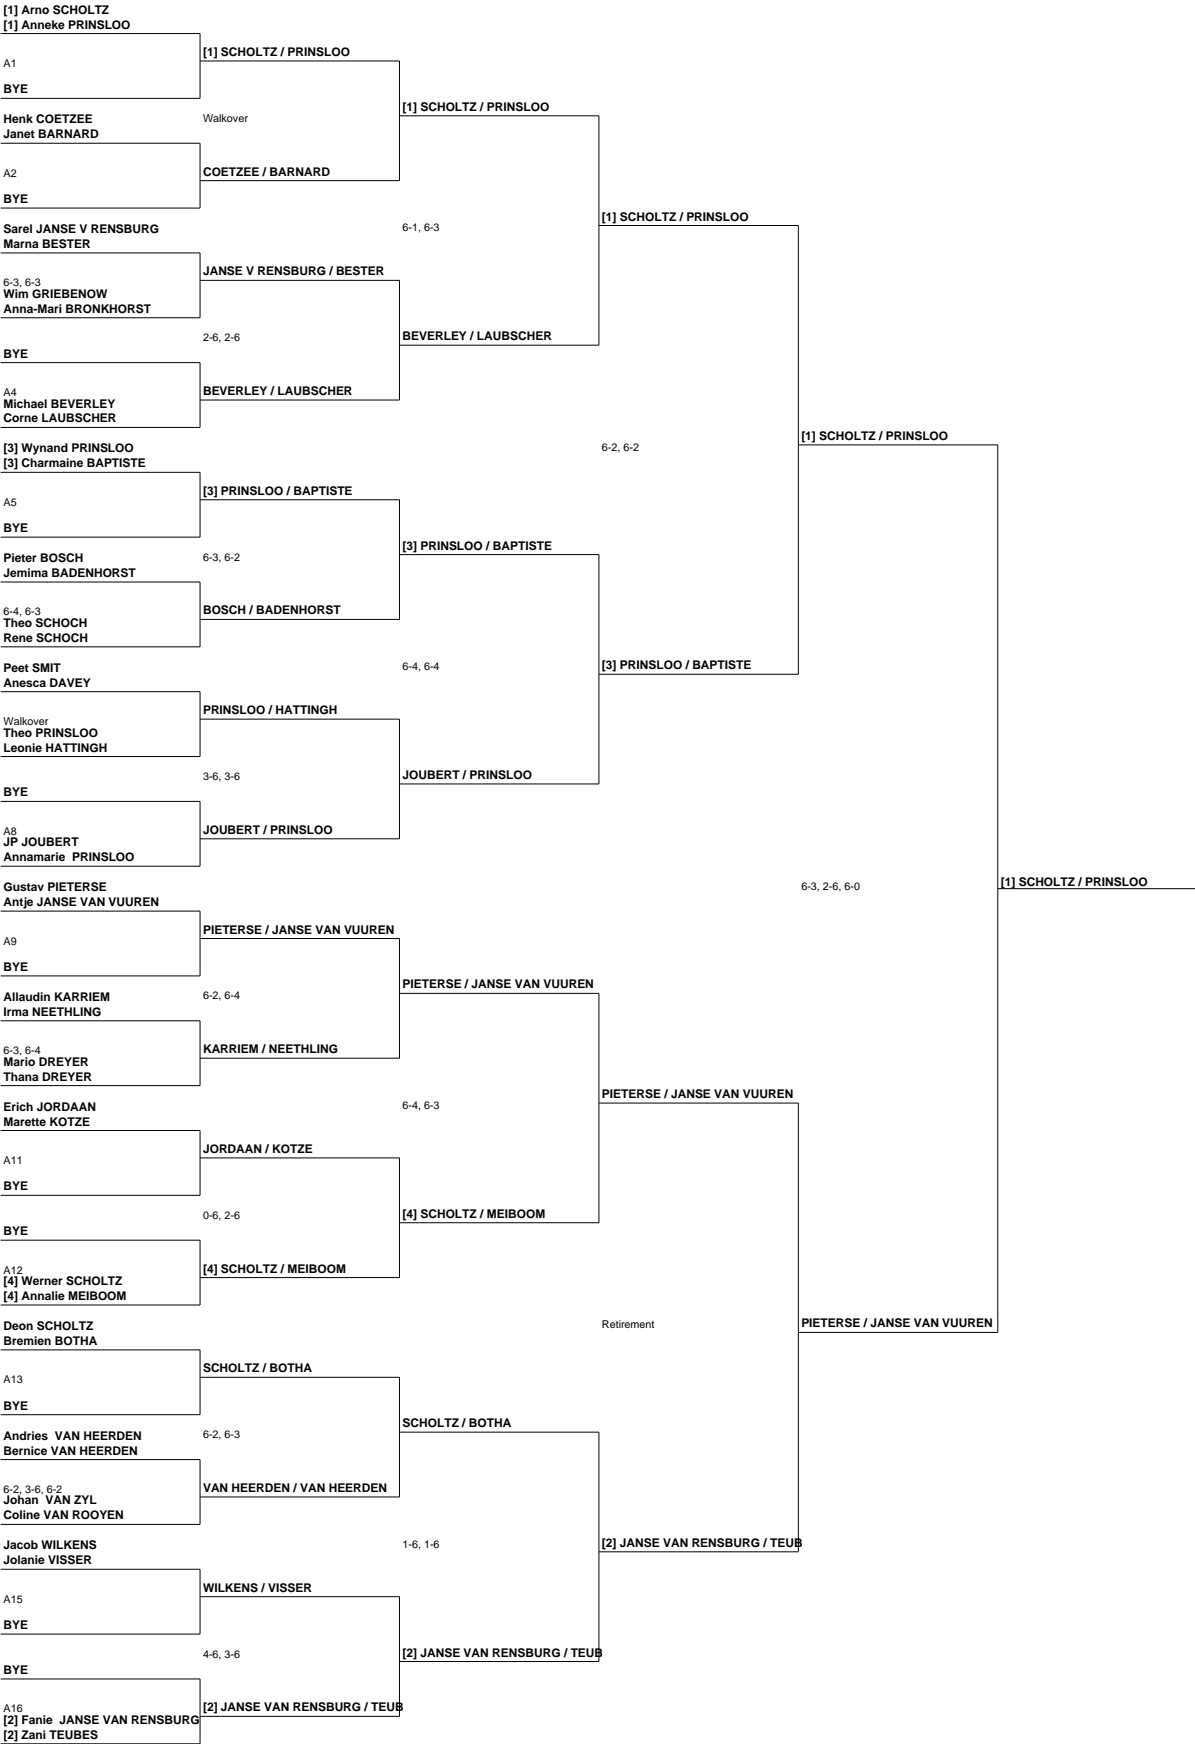 [1] Arno SCHOLTZ
[1] Anneke PRINSLOO
[1] SCHOLTZ / PRINSLOO
A1
BYE
[1] SCHOLTZ / PRINSLOO
Henk COETZEE
Walkover
Janet BARNARD
COETZEE / BARNARD
A2
BYE
[1] SCHOLTZ / PRINSLOO
Sarel JANSE V RENSBURG
6-1, 6-3
Marna BESTER
JANSE V RENSBURG / BESTER
6-3, 6-3
Wim GRIEBENOW
Anna-Mari BRONKHORST
2-6, 2-6
BEVERLEY / LAUBSCHER
BYE
A4
BEVERLEY / LAUBSCHER
Michael BEVERLEY
Corne LAUBSCHER
[1] SCHOLTZ / PRINSLOO
[3] Wynand PRINSLOO
6-2, 6-2
[3] Charmaine BAPTISTE
[3] PRINSLOO / BAPTISTE
A5
BYE
[3] PRINSLOO / BAPTISTE
Pieter BOSCH
6-3, 6-2
Jemima BADENHORST
6-4, 6-3
BOSCH / BADENHORST
Theo SCHOCH
Rene SCHOCH
Peet SMIT
6-4, 6-4
[3] PRINSLOO / BAPTISTE
Anesca DAVEY
PRINSLOO / HATTINGH
Walkover
Theo PRINSLOO
Leonie HATTINGH
3-6, 3-6
JOUBERT / PRINSLOO
BYE
A8
JOUBERT / PRINSLOO
JP JOUBERT
Annamarie  PRINSLOO
[1] SCHOLTZ / PRINSLOO
Gustav PIETERSE
6-3, 2-6, 6-0
Antje JANSE VAN VUUREN
PIETERSE / JANSE VAN VUUREN
A9
BYE
PIETERSE / JANSE VAN VUUREN
Allaudin KARRIEM
6-2, 6-4
Irma NEETHLING
6-3, 6-4
KARRIEM / NEETHLING
Mario DREYER
Thana DREYER
PIETERSE / JANSE VAN VUUREN
Erich JORDAAN
6-4, 6-3
Marette KOTZE
JORDAAN / KOTZE
A11
BYE
0-6, 2-6
[4] SCHOLTZ / MEIBOOM
BYE
A12
[4] SCHOLTZ / MEIBOOM
[4] Werner SCHOLTZ
[4] Annalie MEIBOOM
Deon SCHOLTZ
Retirement
PIETERSE / JANSE VAN VUUREN
Bremien BOTHA
SCHOLTZ / BOTHA
A13
BYE
SCHOLTZ / BOTHA
Andries  VAN HEERDEN
6-2, 6-3
Bernice VAN HEERDEN
6-2, 3-6, 6-2
VAN HEERDEN / VAN HEERDEN
Johan  VAN ZYL
Coline VAN ROOYEN
Jacob WILKENS
1-6, 1-6
[2] JANSE VAN RENSBURG / TEUB
Jolanie VISSER
WILKENS / VISSER
A15
BYE
4-6, 3-6
[2] JANSE VAN RENSBURG / TEUB
BYE
A16
[2] JANSE VAN RENSBURG / TEUB
[2] Fanie  JANSE VAN RENSBURG
[2] Zani TEUBES